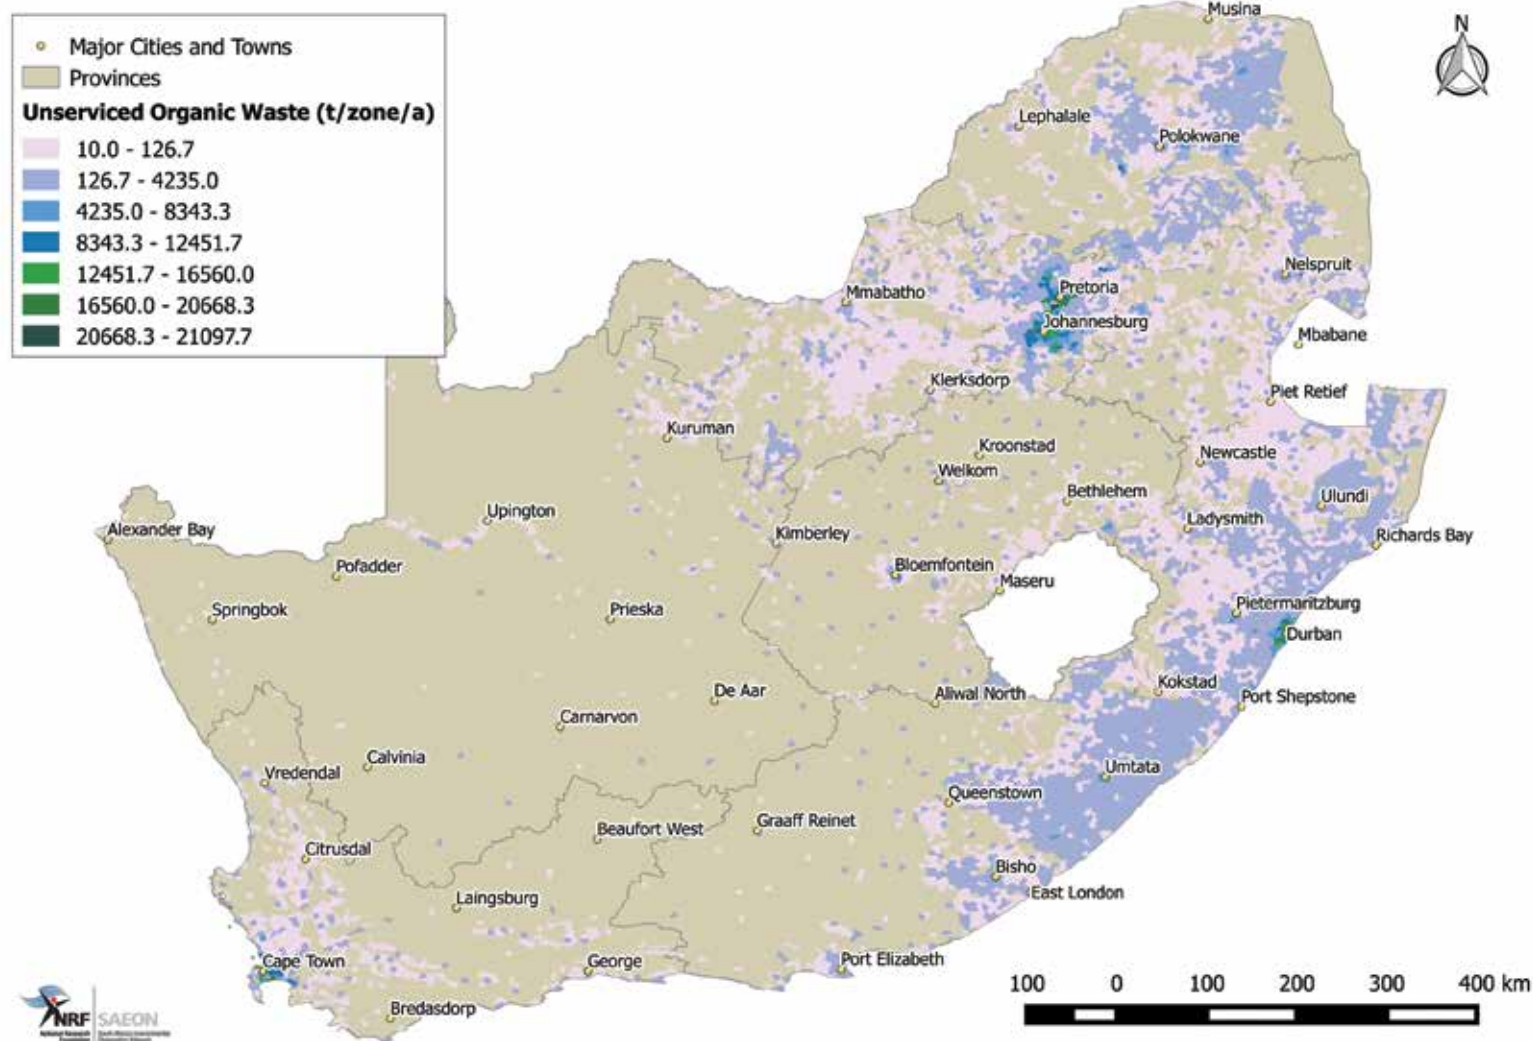 Major Cities and Towns
Provinces
Unserviced Organic Waste (t/zone/a)
10.0 - 126.7
126.7 - 4235.0
4235.0 - 8343.3
8343.3 - 12451.7
12451.7 - 16560.0
16560.0 - 20668.3
20668.3 - 21097.7
N
Musina
Lephalale
Polokwane
Nelspruit
Pretoria
Mmabatho
Johannesburg
Mbabane
Klerksdorp
Piet Retief
Kuruman
Kroonstad
Newcastle
Welkom
Bethlehem
Ulundi
Upington
Ladysmith
Alexander Bay
Kimberley
Richards Bay
Pofadder
Bloemfontein
Maseru
Springbok
Prieska
Pietermaritzburg
Durban
De Aar
Aliwal North
Kokstad
Port Shepstone
Carnarvon
Calvinia
Vredendal
Umtata
Queenstown
Beaufort West
Graaff Reinet
Citrusdal
Bisho
Laingsburg
East London
Cape Town
George
Port Elizabeth
Bredasdorp
100 0 100 200 300 400 km
NRF SAEON